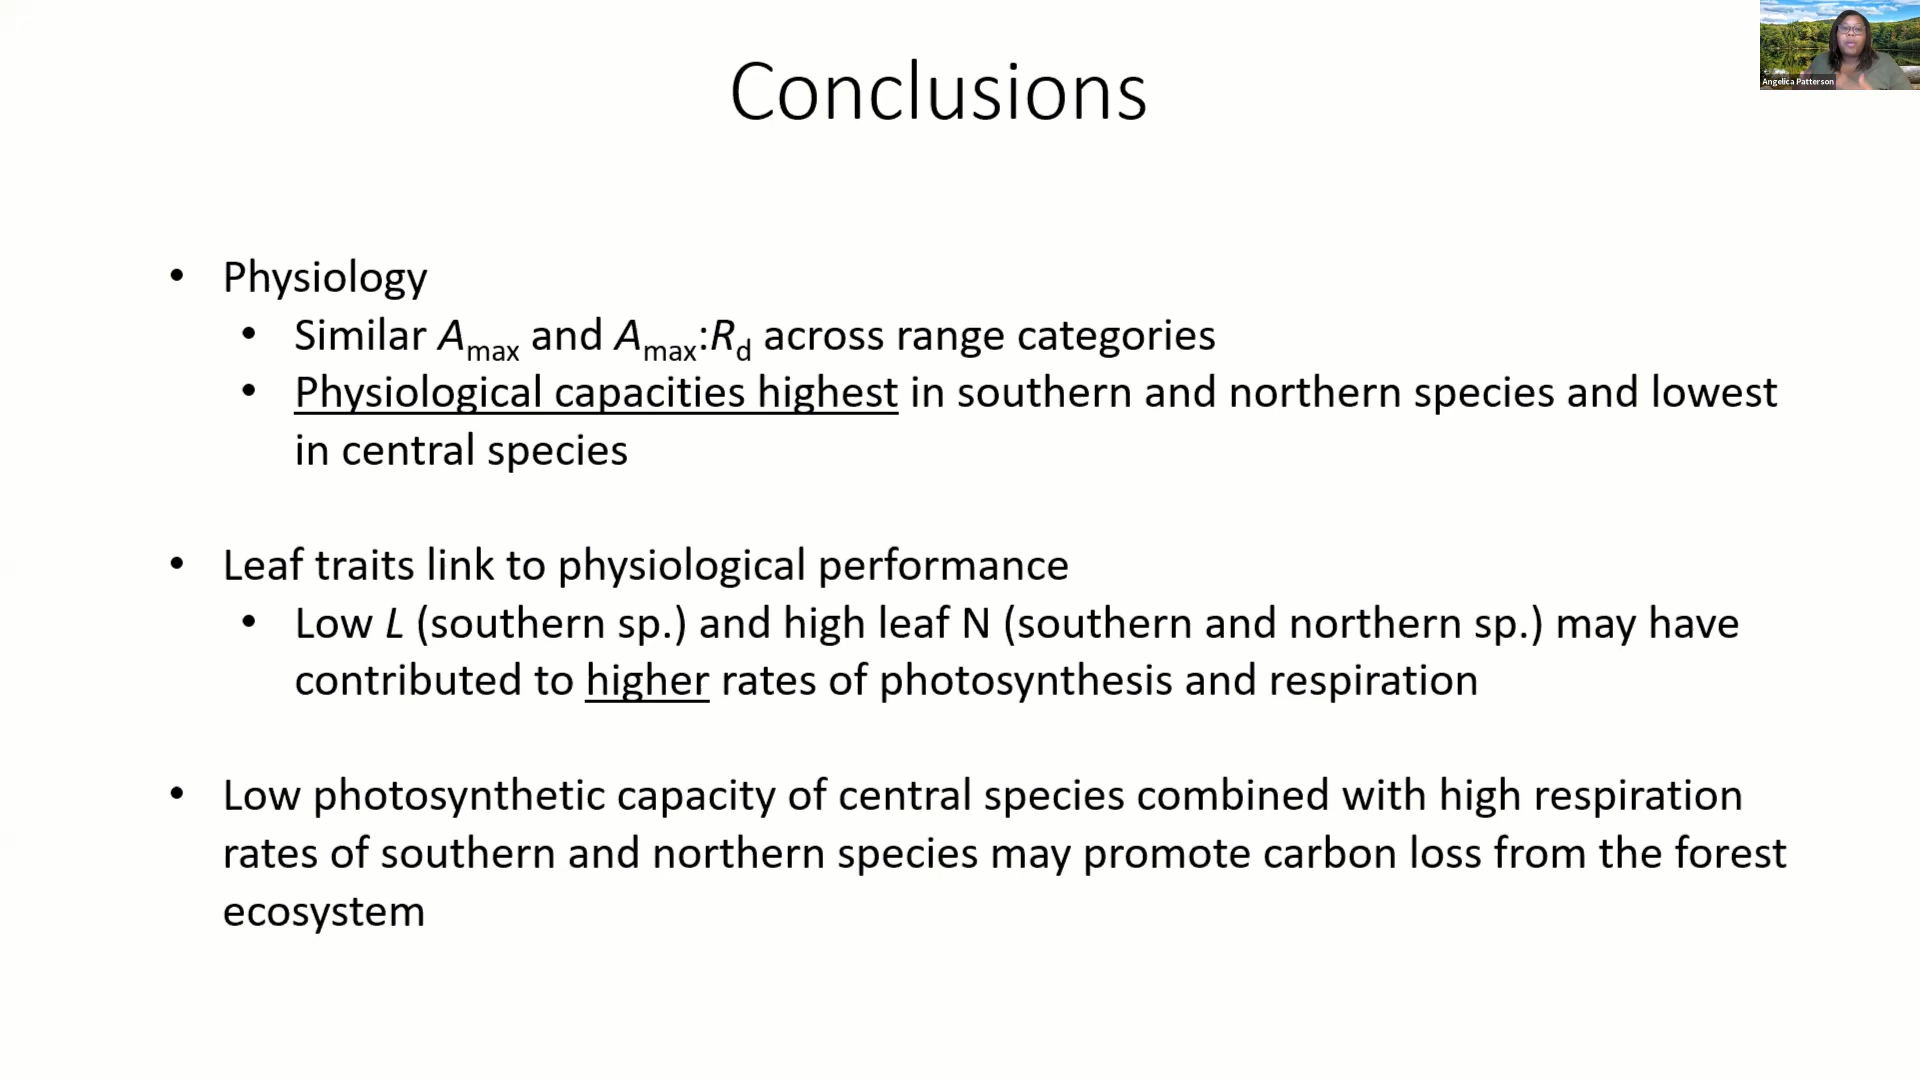 Conclusions
Angelica Patterson
• Physiology
• Similar Amax and Amax:Rd across range categories
• Physiological capacities highest in southern and northern species and lowest
in central species
• Leaf traits link to physiological performance
• Low L (southern sp.) and high leaf N (southern and northern sp.) may have
contributed to higher rates of photosynthesis and respiration
• Low photosynthetic capacity of central species combined with high respiration
rates of southern and northern species may promote carbon loss from the forest
ecosystem